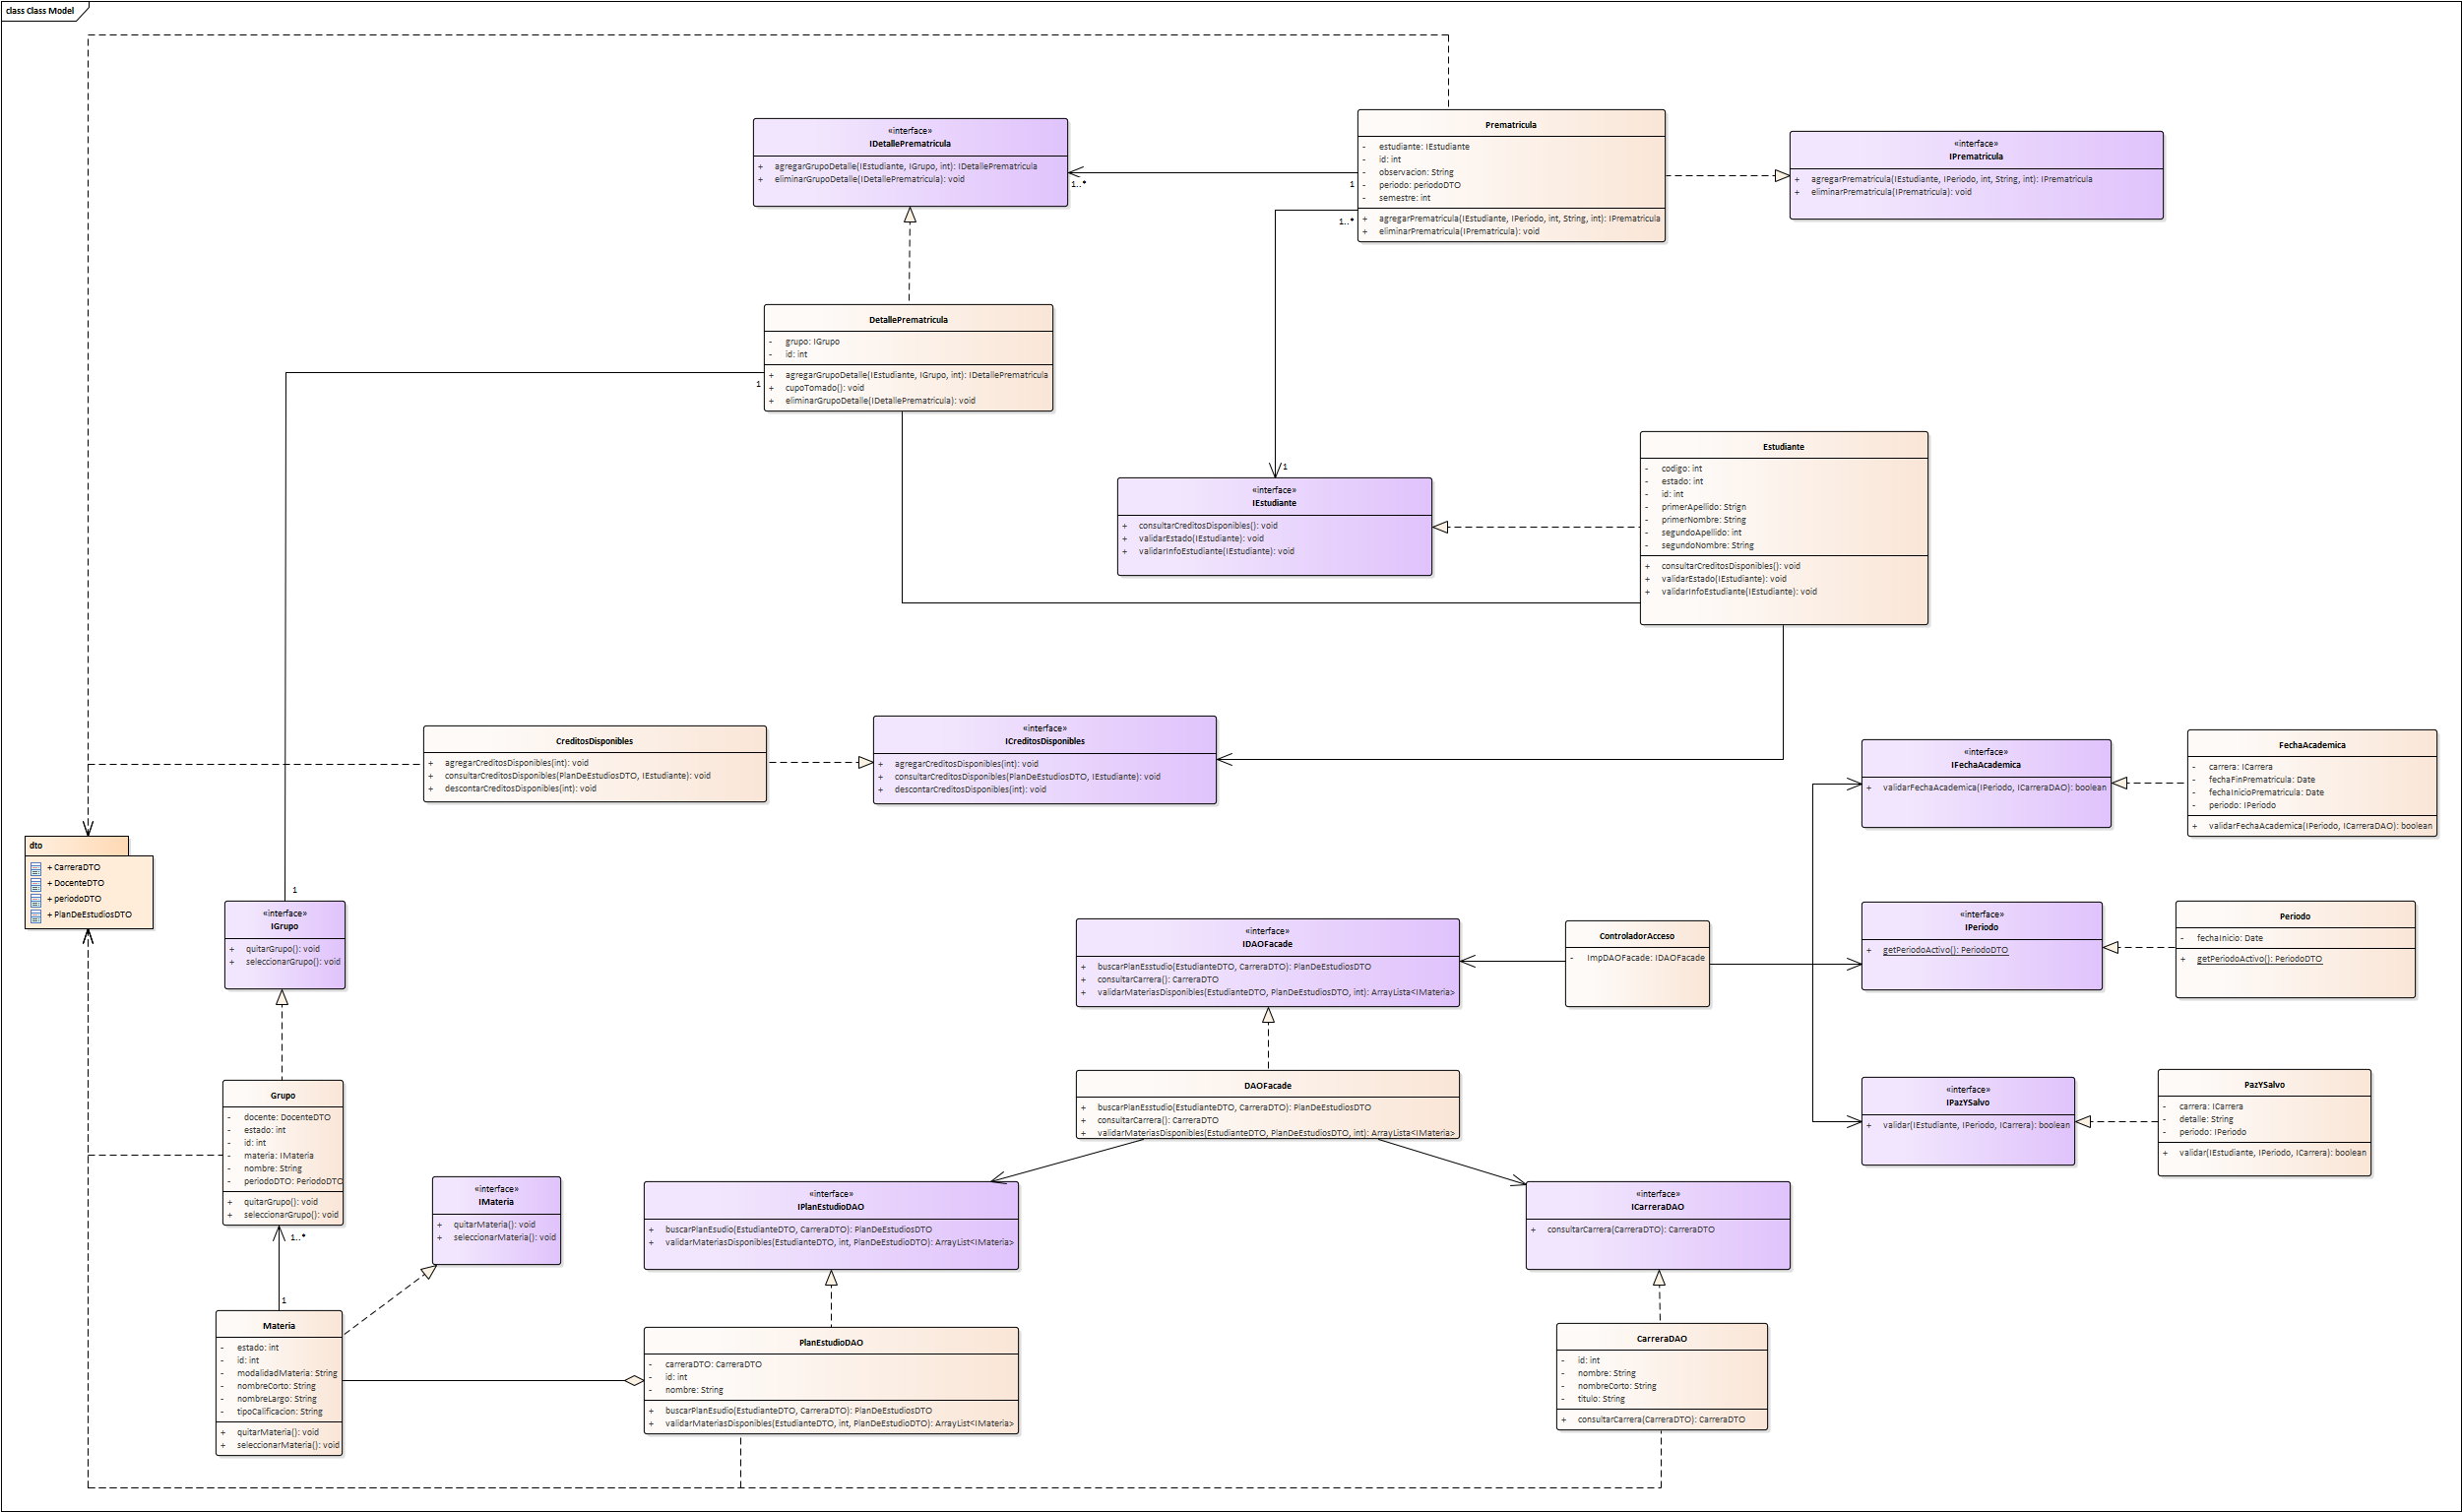 class Class Model
«interface»
IDetallePrematricula
+ agregarGrupoDetalle(IEstudiante, IGrupo, int): IDetallePrematricula
+ eliminarGrupoDetalle(IDetallePrematricula): void
1..*
1
1..*
Prematricula
- estudiante: IEstudiante
- id: int
- observacion: String
- periodo: periodoDTO
- semestre: int
+ agregarPrematricula(IEstudiante, IPeriodo, int, String, int): IPrematricula
+ eliminarPrematricula(IPrematricula): void
«interface»
IPrematricula
+ agregarPrematricula(IEstudiante, IPeriodo, int, String, int): IPrematricula
+ eliminarPrematricula(IPrematricula): void
DetallePrematricula
- grupo: IGrupo
- id: int
+ agregarGrupoDetalle(IEstudiante, IGrupo, int): IDetallePrematricula
+ cupoTomado(): void
+ eliminarGrupoDetalle(IDetallePrematricula): void
1
1
«interface»
IEstudiante
+ consultarCreditosDisponibles(): void
+ validarEstado(IEstudiante): void
+ validarInfoEstudiante(IEstudiante): void
Estudiante
- codigo: int
- estado: int
- id: int
- primerApellido: Strign
- primerNombre: String
- segundoApellido: int
- segundoNombre: String
+ consultarCreditosDisponibles(): void
+ validarEstado(IEstudiante): void
+ validarInfoEstudiante(IEstudiante): void
CreditosDisponibles
+ agregarCreditosDisponibles(int): void
+ consultarCreditosDisponibles(PlanDeEstudiosDTO, IEstudiante): void
+ descontarCreditosDisponibles(int): void
«interface»
ICreditosDisponibles
+ agregarCreditosDisponibles(int): void
+ consultarCreditosDisponibles(PlanDeEstudiosDTO, IEstudiante): void
+ descontarCreditosDisponibles(int): void
«interface»
IFechaAcademica
+ validarFechaAcademica(IPeriodo, ICarreraDAO): boolean
FechaAcademica
- carrera: ICarrera
- fechaFinPrematricula: Date
- fechaInicioPrematricula: Date
- periodo: IPeriodo
+ validarFechaAcademica(IPeriodo, ICarreraDAO): boolean
dto
+ CarreraDTO
+ DocenteDTO
+ periodoDTO
+ PlanDeEstudiosDTO
1
«interface»
IGrupo
+ quitarGrupo(): void
+ seleccionarGrupo(): void
«interface»
IDAOFacade
+ buscarPlanEsstudio(EstudianteDTO, CarreraDTO): PlanDeEstudiosDTO
+ consultarCarrera(): CarreraDTO
+ validarMateriasDisponibles(EstudianteDTO, PlanDeEstudiosDTO, int): ArrayLista<IMateria>
ControladorAcceso
- ImpDAOFacade: IDAOFacade
«interface»
IPeriodo
+ getPeriodoActivo(): PeriodoDTO
Periodo
- fechaInicio: Date
+ getPeriodoActivo(): PeriodoDTO
Grupo
- docente: DocenteDTO
- estado: int
- id: int
- materia: IMateria
- nombre: String
- periodoDTO: PeriodoDTO
+ quitarGrupo(): void
+ seleccionarGrupo(): void
DAOFacade
+ buscarPlanEsstudio(EstudianteDTO, CarreraDTO): PlanDeEstudiosDTO
+ consultarCarrera(): CarreraDTO
+ validarMateriasDisponibles(EstudianteDTO, PlanDeEstudiosDTO, int): ArrayLista<IMateria>
«interface»
IPazYSalvo
+ validar(IEstudiante, IPeriodo, ICarrera): boolean
PazYSalvo
- carrera: ICarrera
- detalle: String
- periodo: IPeriodo
+ validar(IEstudiante, IPeriodo, ICarrera): boolean
1..*
1
«interface»
IMateria
+ quitarMateria(): void
+ seleccionarMateria(): void
«interface»
IPlanEstudioDAO
+ buscarPlanEsudio(EstudianteDTO, CarreraDTO): PlanDeEstudiosDTO
+ validarMateriasDisponibles(EstudianteDTO, int, PlanDeEstudioDTO): ArrayList<IMateria>
«interface»
ICarreraDAO
+ consultarCarrera(CarreraDTO): CarreraDTO
Materia
- estado: int
- id: int
- modalidadMateria: String
- nombreCorto: String
- nombreLargo: String
- tipoCalificacion: String
+ quitarMateria(): void
+ seleccionarMateria(): void
PlanEstudioDAO
- carreraDTO: CarreraDTO
- id: int
- nombre: String
+ buscarPlanEsudio(EstudianteDTO, CarreraDTO): PlanDeEstudiosDTO
+ validarMateriasDisponibles(EstudianteDTO, int, PlanDeEstudioDTO): ArrayList<IMateria>
CarreraDAO
- id: int
- nombre: String
- nombreCorto: String
- titulo: String
+ consultarCarrera(CarreraDTO): CarreraDTO